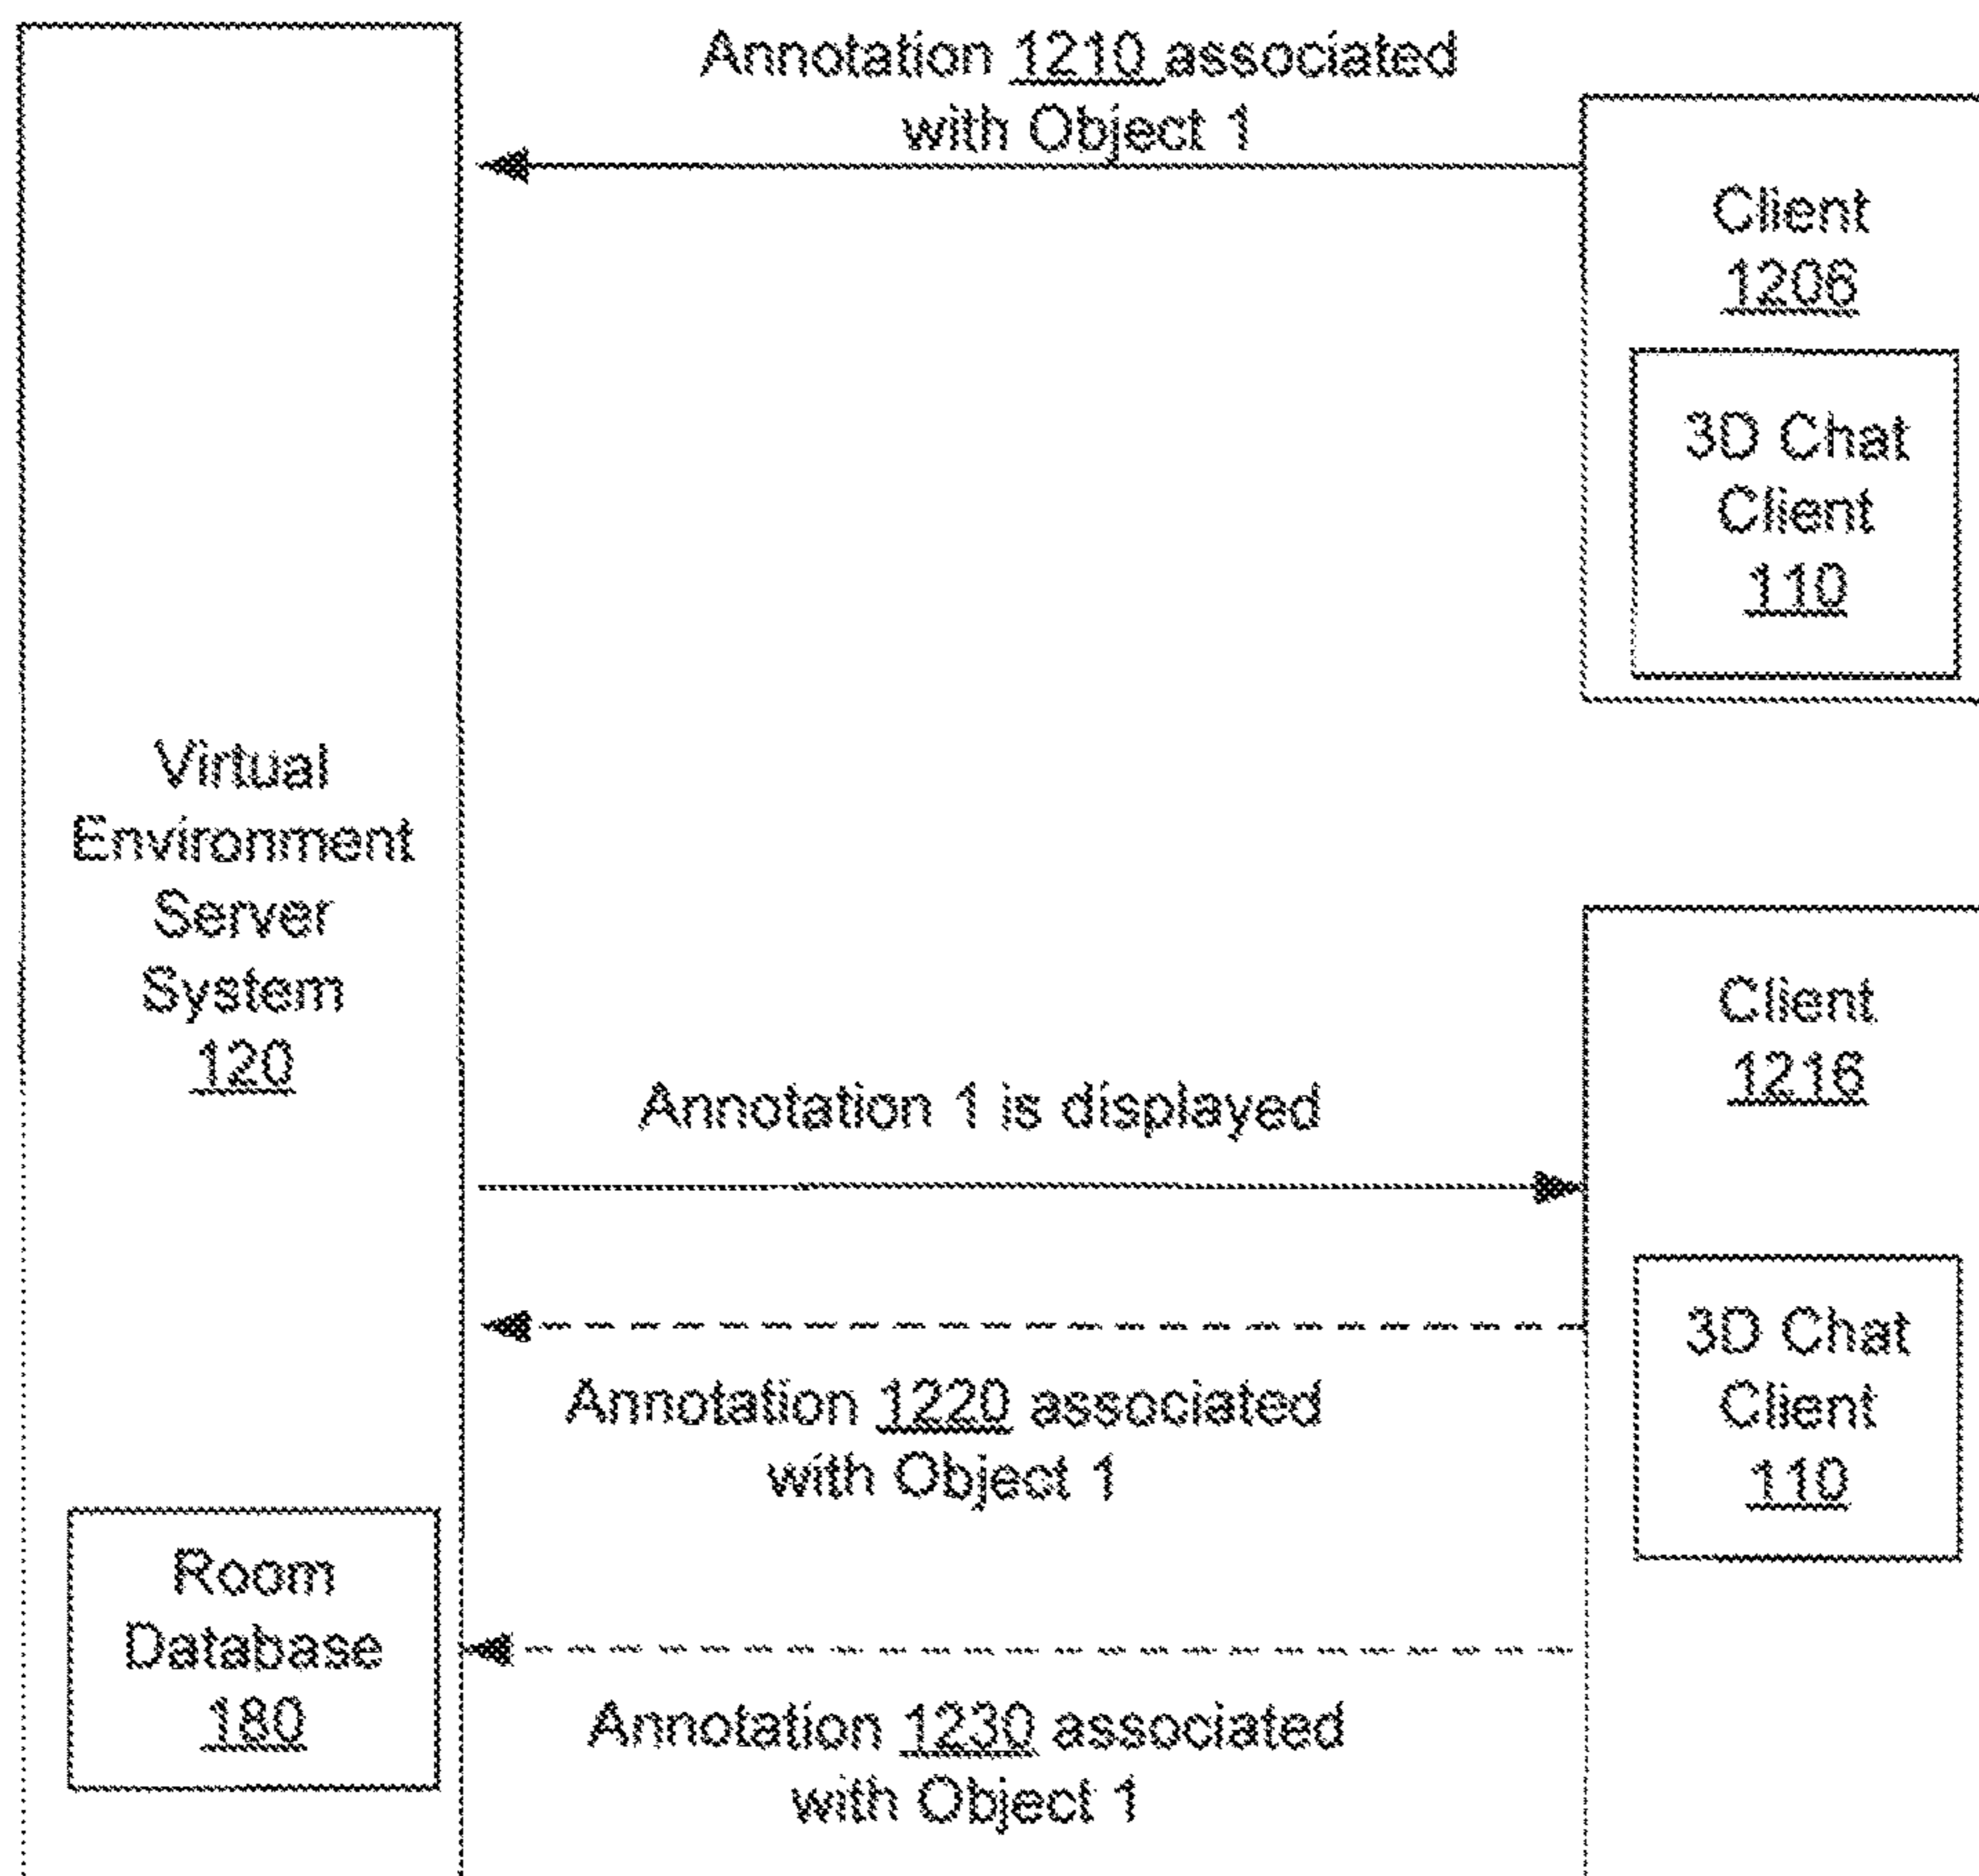 Annotation 1210 associated
with Object 1
Client
1206
3D Chat
Client
110
Virtual
Environment
Server
System
120
Client
1216
Annotation 1 is displayed
3D Chat
Client
110
Annotation 1220 associated
with Object 1
Room
Database
180
Annotation 1230 associated
with Object 1